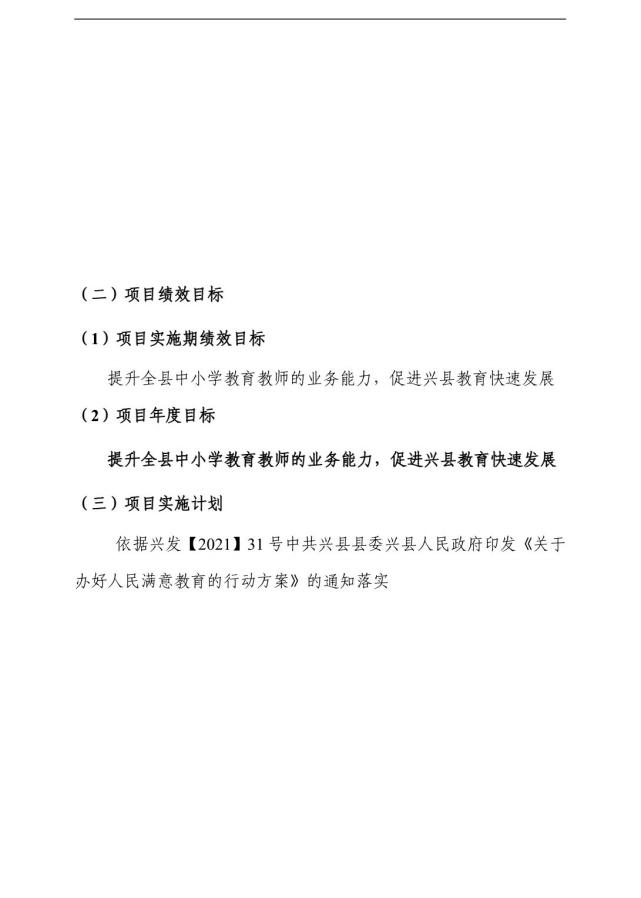 （二）项目绩效目标
（1）项目实施期绩效目标
提升全县中小学教育教师的业务能力，促进兴县教育快速发展
（2）项目年度目标
提升全县中小学教育教师的业务能力，促进兴县教育快速发展
（三）项目实施计划
依据兴发【2021】31 号中共兴县县委兴县人民政府印发《关于
办好人民满意教育的行动方案》的通知落实